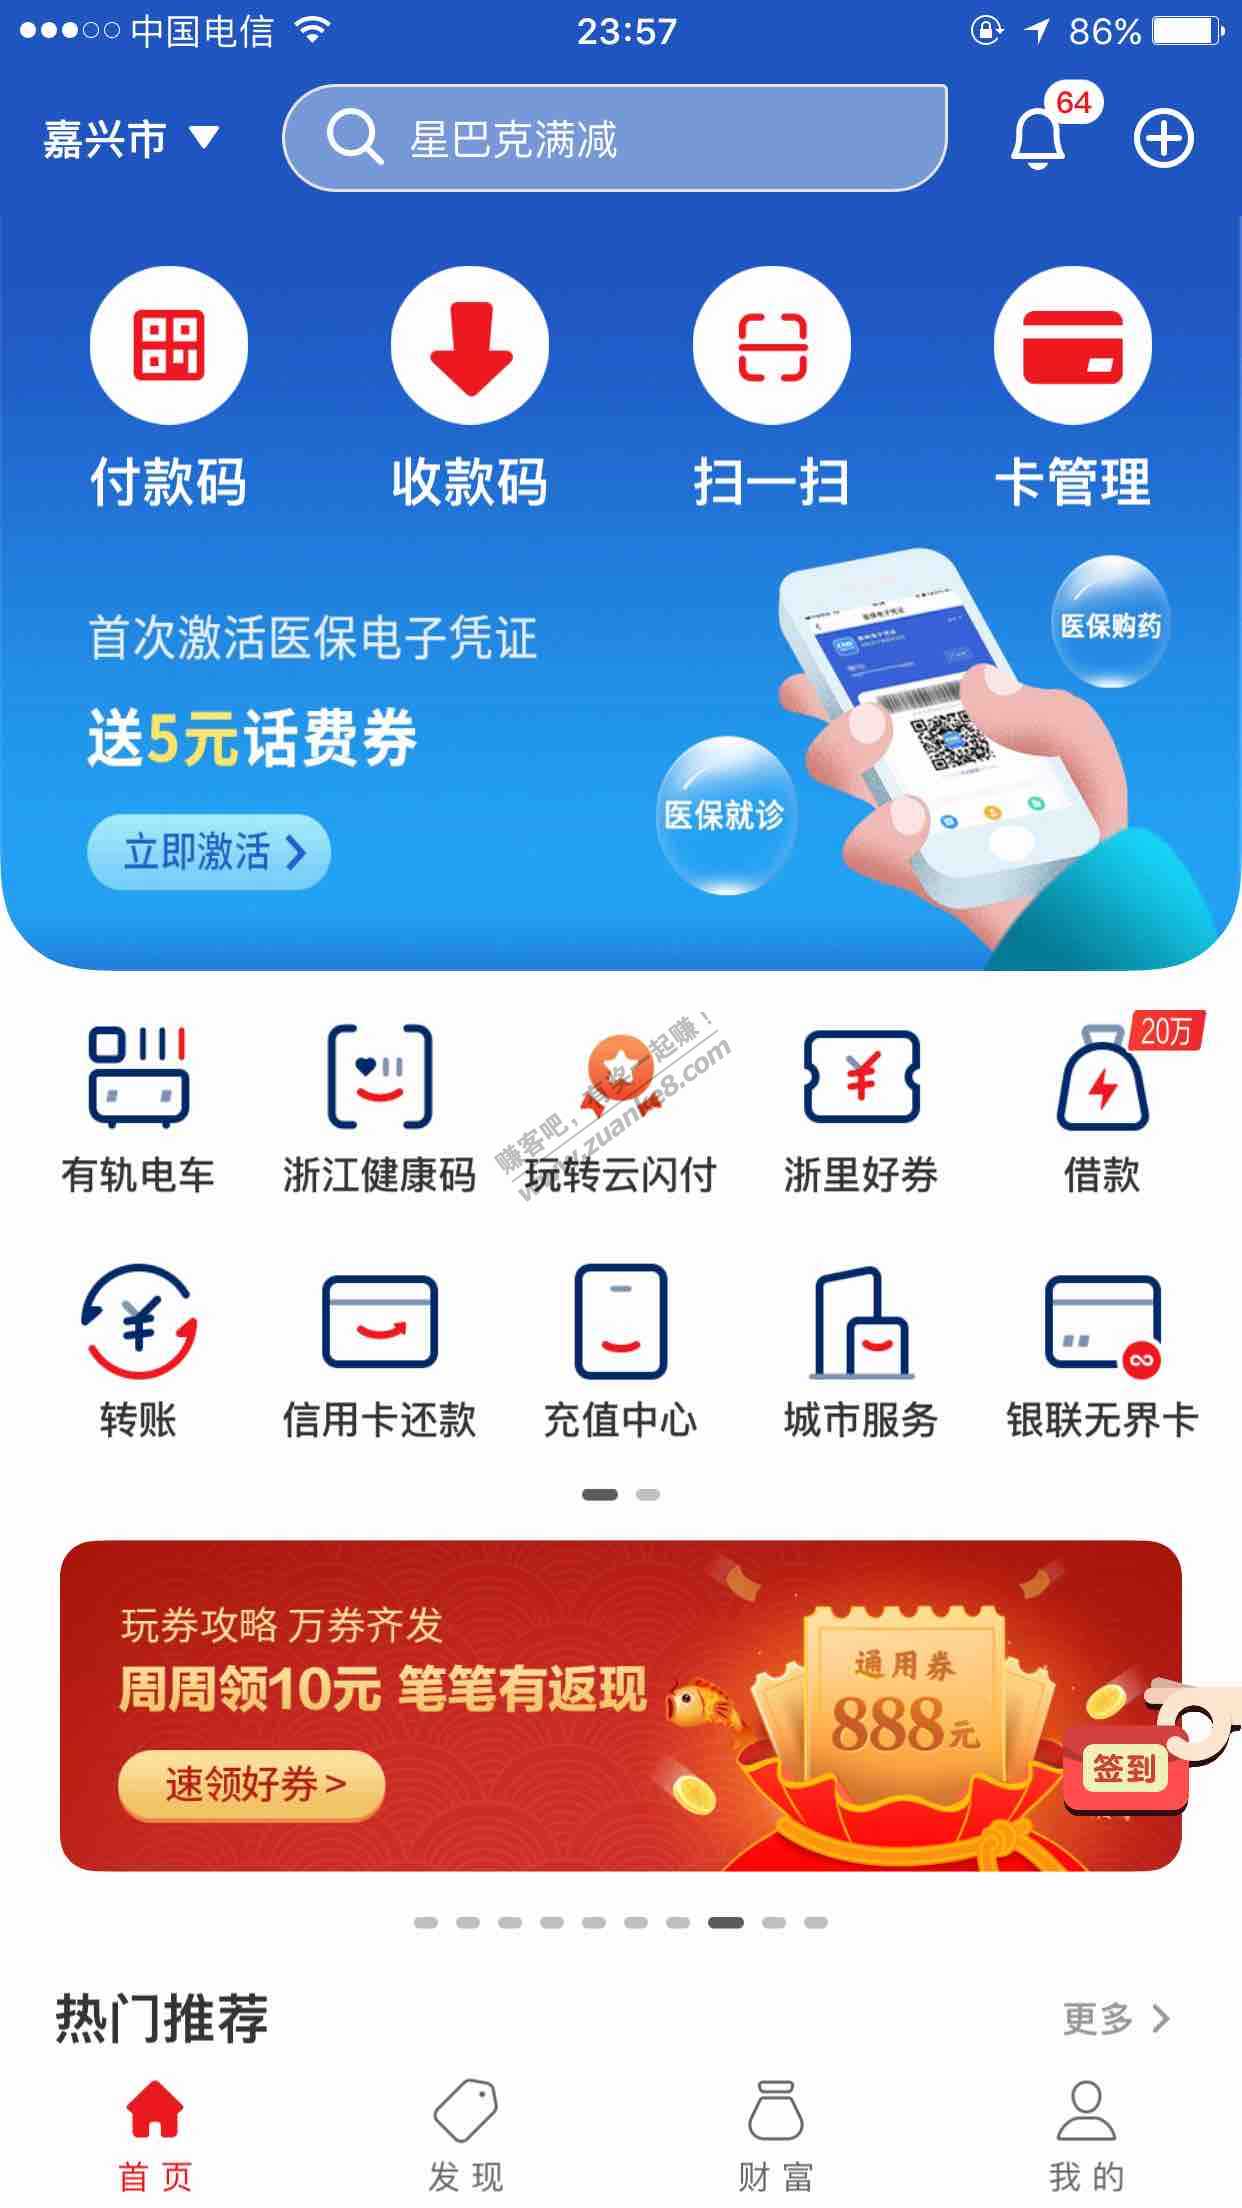 中国电信 23:57 86%
嘉兴市 星巴克满减 64
付款码 收款码 扫一扫 卡管理
首次激活医保电子凭证
送5元话费券
立即激活
医保购药
医保就诊
20万
有轨电车 浙江健康码 玩转云闪付 浙里好券 借款
赚客吧，有奖一起赚！
www.zuanke8.com
转账 信用卡还款 充值中心 城市服务 银联无界卡
玩券攻略 万券齐发
周周领10元 笔笔有返现
速领好券>
通用券
888元
签到
热门推荐 更多
首页 发现 财富 我的